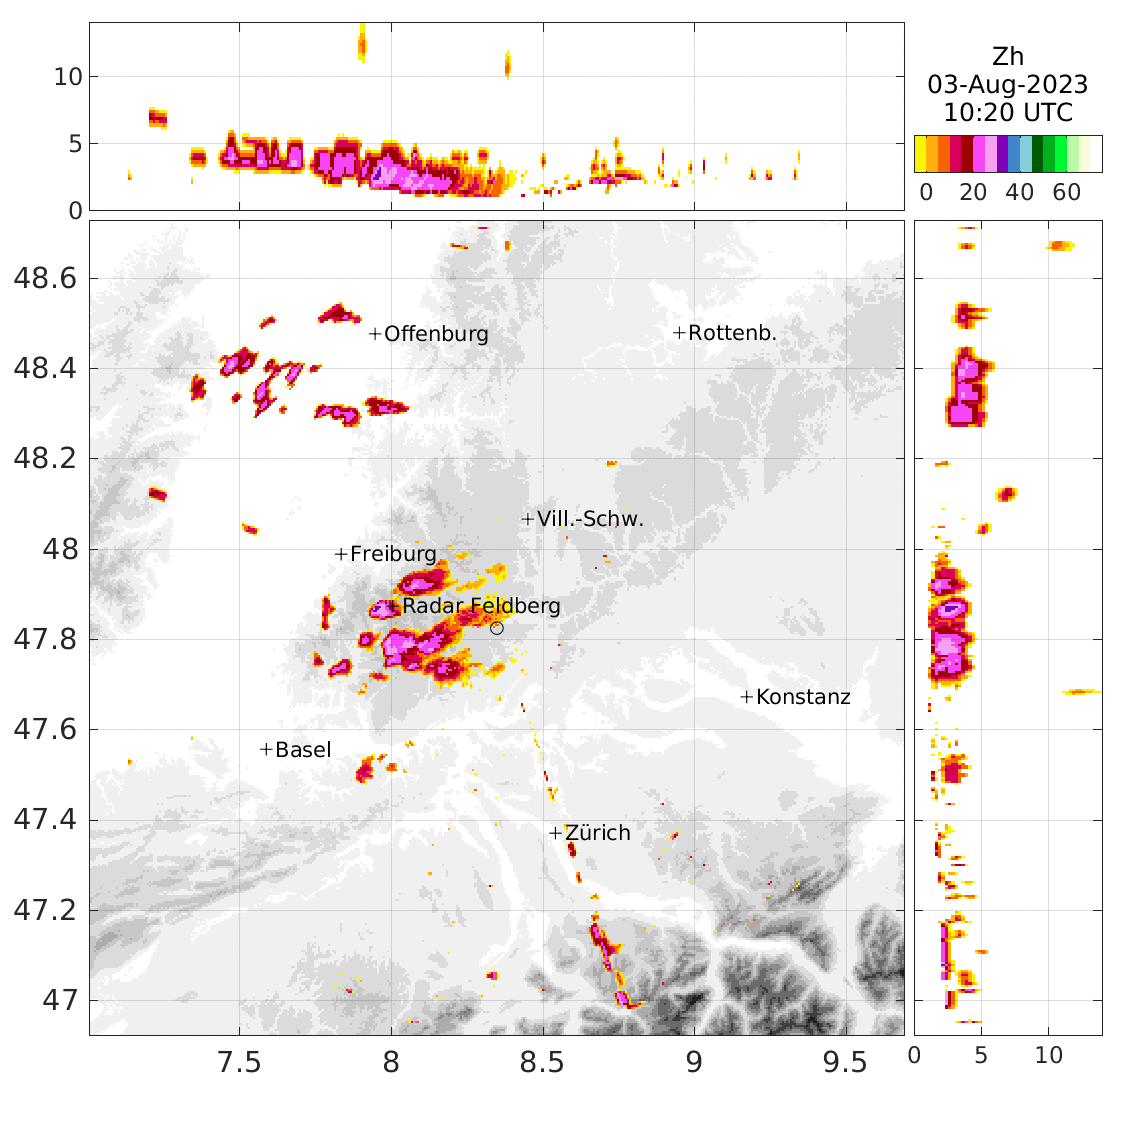 Zh
03-Aug-2023
10:20 UTC
0 20 40 60
10
5
0
48.6
48.4
48.2
48
47.8
47.6
47.4
47.2
47
Offenburg
Rottenb.
Vill.-Schw.
Freiburg
Radar Feldberg
Konstanz
Basel
Zürich
7.5 8 8.5 9 9.5
0 5 10